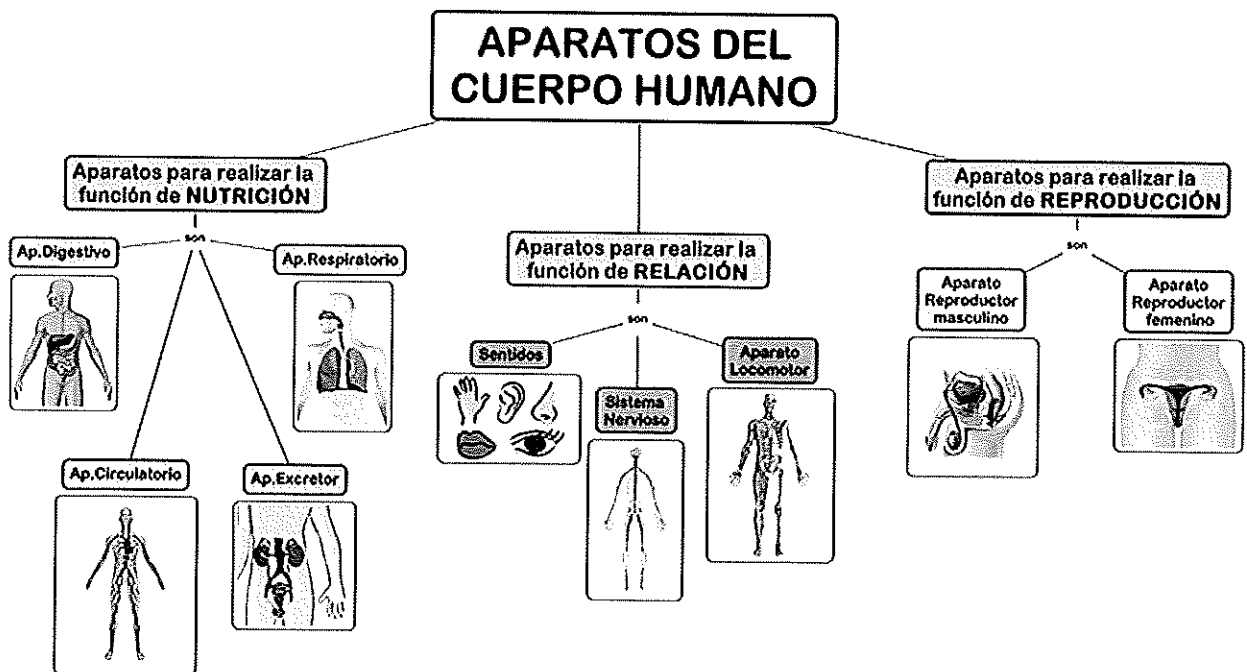 APARATOS DEL
CUERPO HUMANO
Aparatos para realizar la
función de NUTRICIÓN
son
Ap.Digestivo
Ap.Respiratorio
Ap.Circulatorio
Ap.Excretor
Aparatos para realizar la
función de RELACIÓN
son
Sentidos
Sistema
Nervioso
Aparato
Locomotor
Aparatos para realizar la
función de REPRODUCCIÓN
son
Aparato
Reproductor
masculino
Aparato
Reproductor
femenino